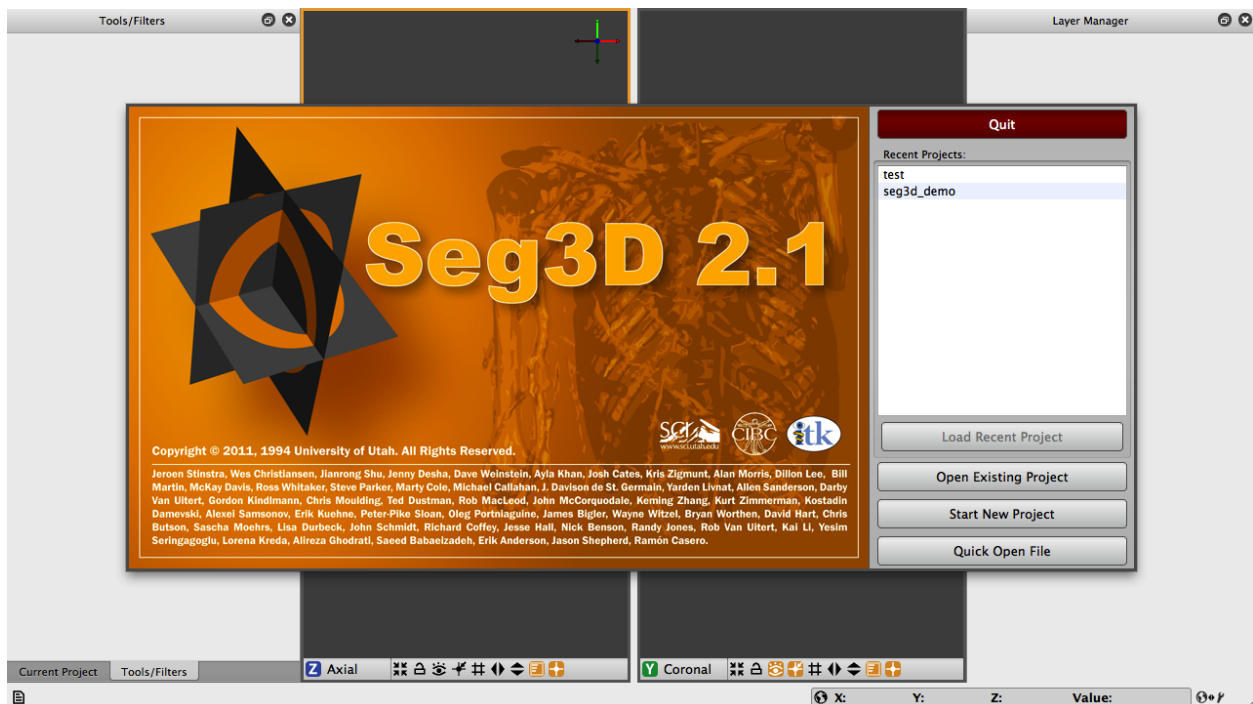 Tools/Filters
Layer Manager
Seg3D 2.1
SCI
www.sci.utah.edu
CIBC
itk
Copyright © 2011, 1994 University of Utah. All Rights Reserved.
Jeroen Stinstra, Wes Christiansen, Jianrong Shu, Jenny Desha, Dave Weinstein, Ayla Khan, Josh Cates, Kris Zigmunt, Alan Morris, Dillon Lee, Bill
Martin, McKay Davis, Ross Whitaker, Steve Parker, Marty Cole, Michael Callahan, J. Davison de St. Germain, Yarden Livnat, Allen Sanderson, Darby
Van Uitert, Gordon Kindlmann, Chris Moulding, Ted Dustman, Rob MacLeod, John McCorquodale, Keming Zhang, Kurt Zimmerman, Kostadin
Damevski, Alexei Samsonov, Erik Kuehne, Peter-Pike Sloan, Oleg Portniaguine, James Bigler, Wayne Witzel, Bryan Worthen, David Hart, Chris
Butson, Sascha Moehrs, Lisa Durbeck, John Schmidt, Richard Coffey, Jesse Hall, Nick Benson, Randy Jones, Rob Van Uitert, Kai Li, Yesim
Seringagoglu, Lorena Kreda, Alireza Ghodrati, Saeed Babaeizadeh, Erik Anderson, Jason Shepherd, Ramón Casero.
Quit
Recent Projects:
test
seg3d_demo
Load Recent Project
Open Existing Project
Start New Project
Quick Open File
Current Project
Tools/Filters
Z Axial
Y Coronal
X: Y: Z: Value: